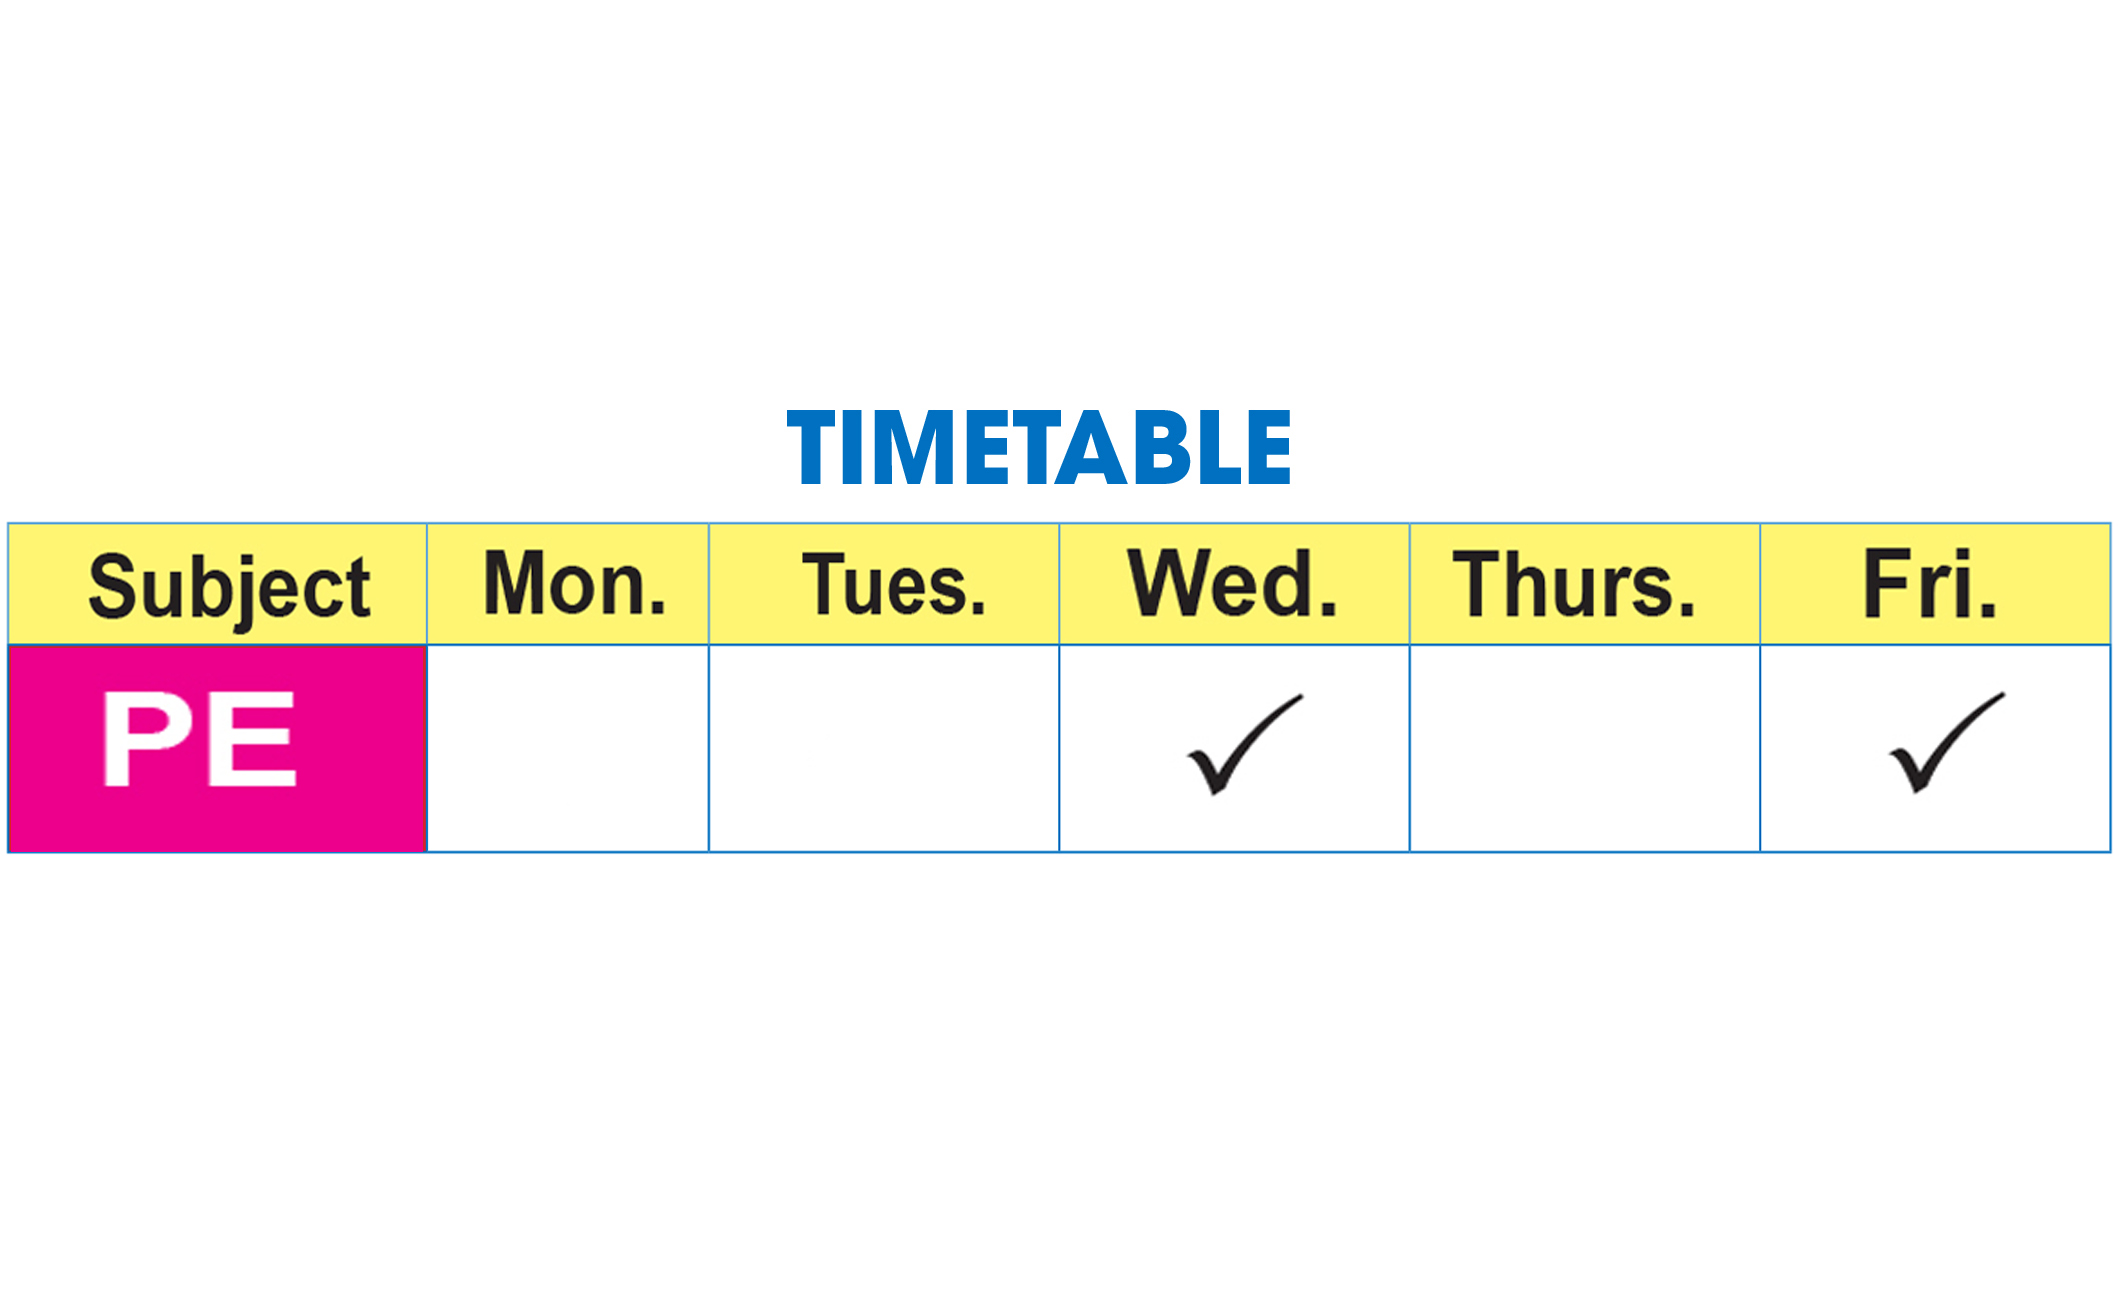 TIMETABLE
Subject Mon. Tues. Wed. Thurs. Fri.
PE ✓ ✓